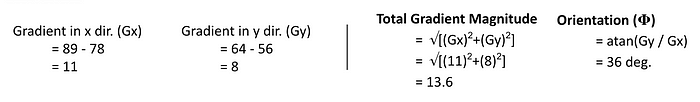 Gradient in x dir. (Gx)
= 89 - 78
= 11
Gradient in y dir. (Gy)
= 64 - 56
= 8
Total Gradient Magnitude
= √[(Gx)²+(Gy)²]
= √[(11)²+(8)²]
= 13.6
Orientation (Φ)
= atan(Gy / Gx)
= 36 deg.